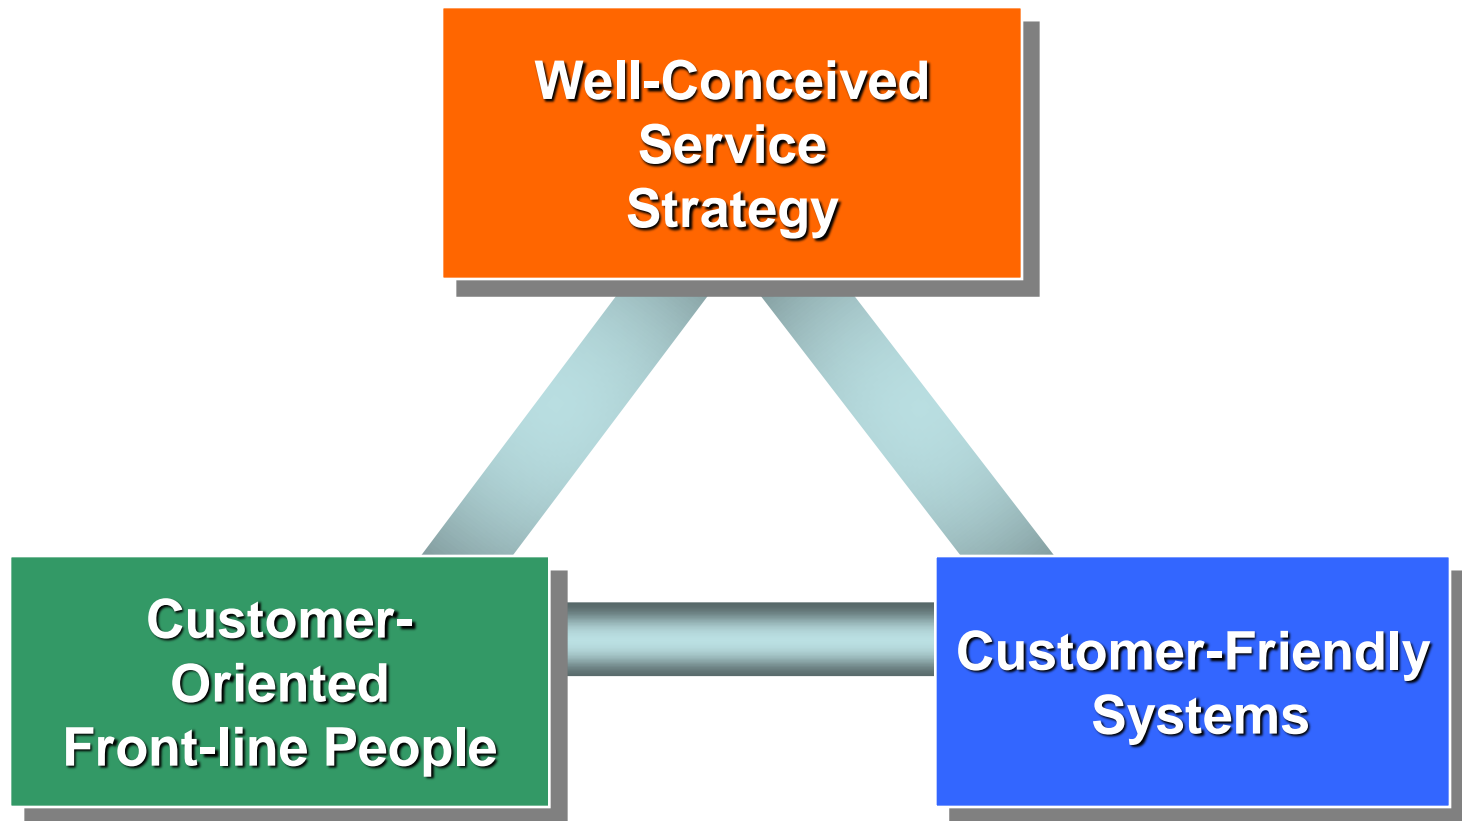 Well-Conceived
Service
Strategy
Customer-
Oriented
Front-line People
Customer-Friendly
Systems